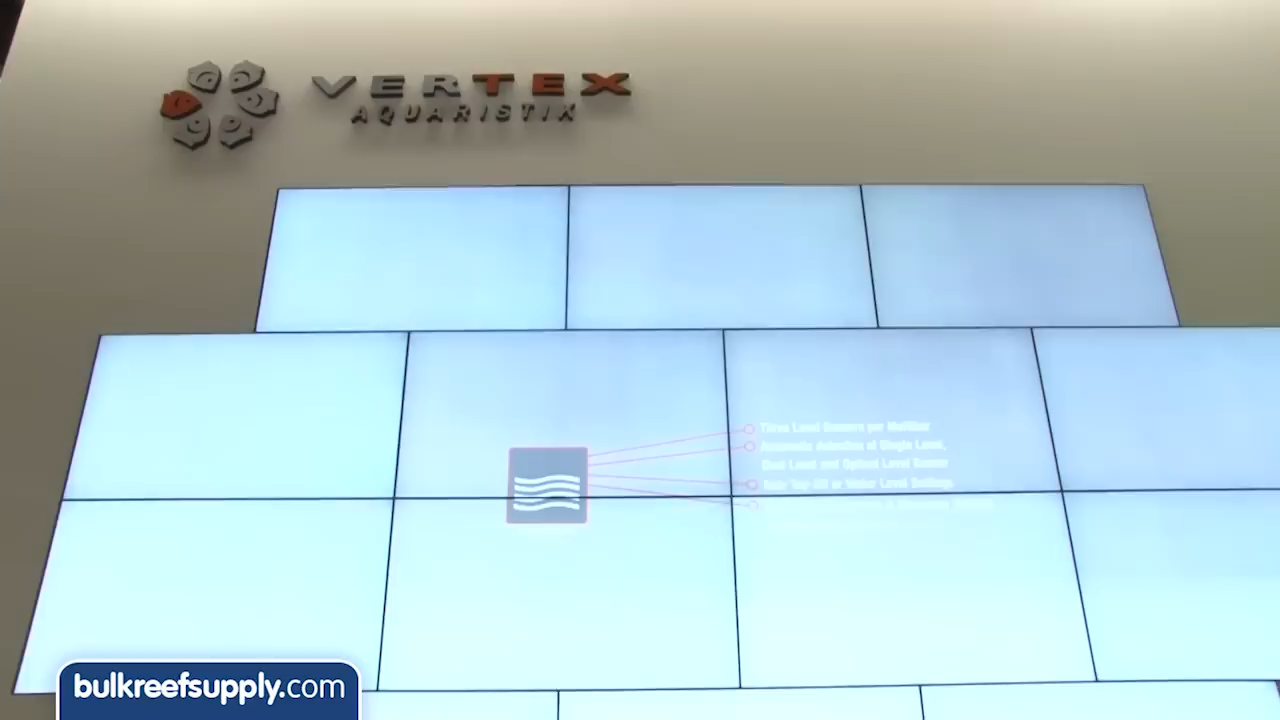 VERTEX
AQUARISTIK
Three Level Sensors per Multibar
Automatic detection of Single Level,
Dual Level and Optical Level Sensor
Auto Top-Off or Water Level Settings
bulkreefsupply.com